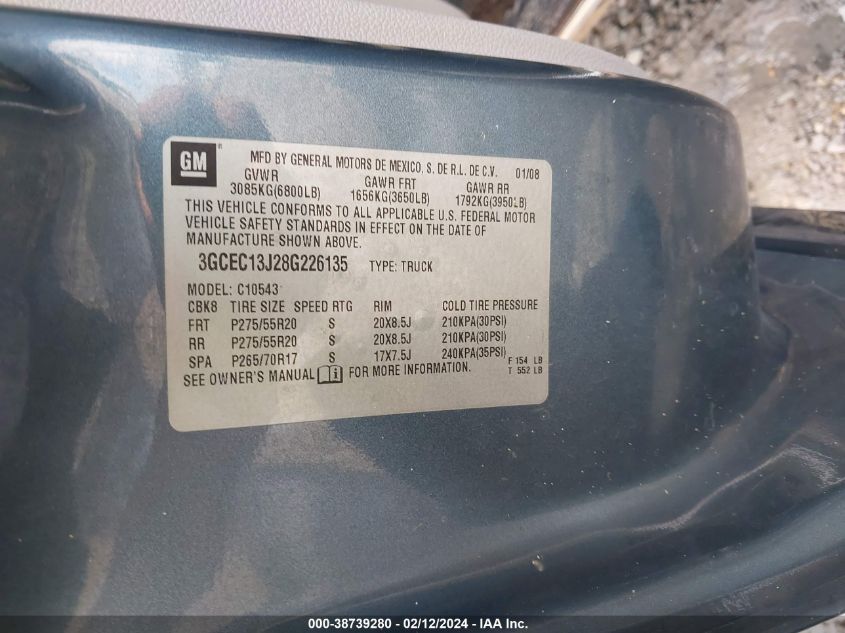 GM ® MFD BY GENERAL MOTORS DE MEXICO, S. DE R.L. DE C.V. 01/08
GVWR GAWR FRT GAWR RR
3085KG(6800LB) 1656KG(3650LB) 1792KG(3950LB)
THIS VEHICLE CONFORMS TO ALL APPLICABLE U.S. FEDERAL MOTOR
VEHICLE SAFETY STANDARDS IN EFFECT ON THE DATE OF
MANUFACTURE SHOWN ABOVE.
3GCEC13J28G226135 TYPE: TRUCK
MODEL: C10543
CBK8 TIRE SIZE SPEED RTG RIM COLD TIRE PRESSURE
FRT P275/55R20 S 20X8.5J 210KPA(30PSI)
RR P275/55R20 S 20X8.5J 210KPA(30PSI)
SPA P265/70R17 S 17X7.5J 240KPA(35PSI) F 154 LB
SEE OWNER'S MANUAL i FOR MORE INFORMATION. T 552 LB
000-38739280 - 02/12/2024 - IAA Inc.